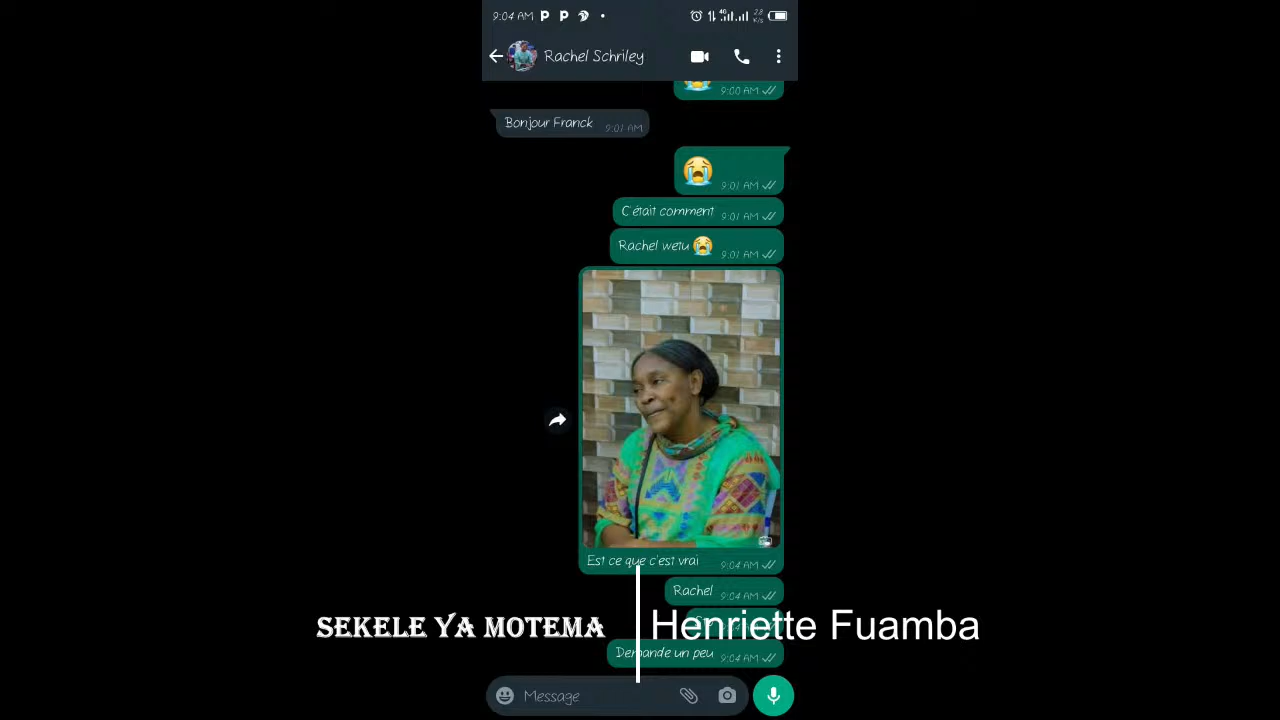 9:04 AM
Rachel Schriley
9:00 AM
Bonjour Franck 9:01 AM
9:01 AM
C'était comment 9:01 AM
Rachel wetu 9:01 AM
Est ce que c'est vrai 9:04 AM
Rachel 9:04 AM
SEKELE YA MOTEMA
Henriette Fuamba
Demande un peu 9:04 AM
Message